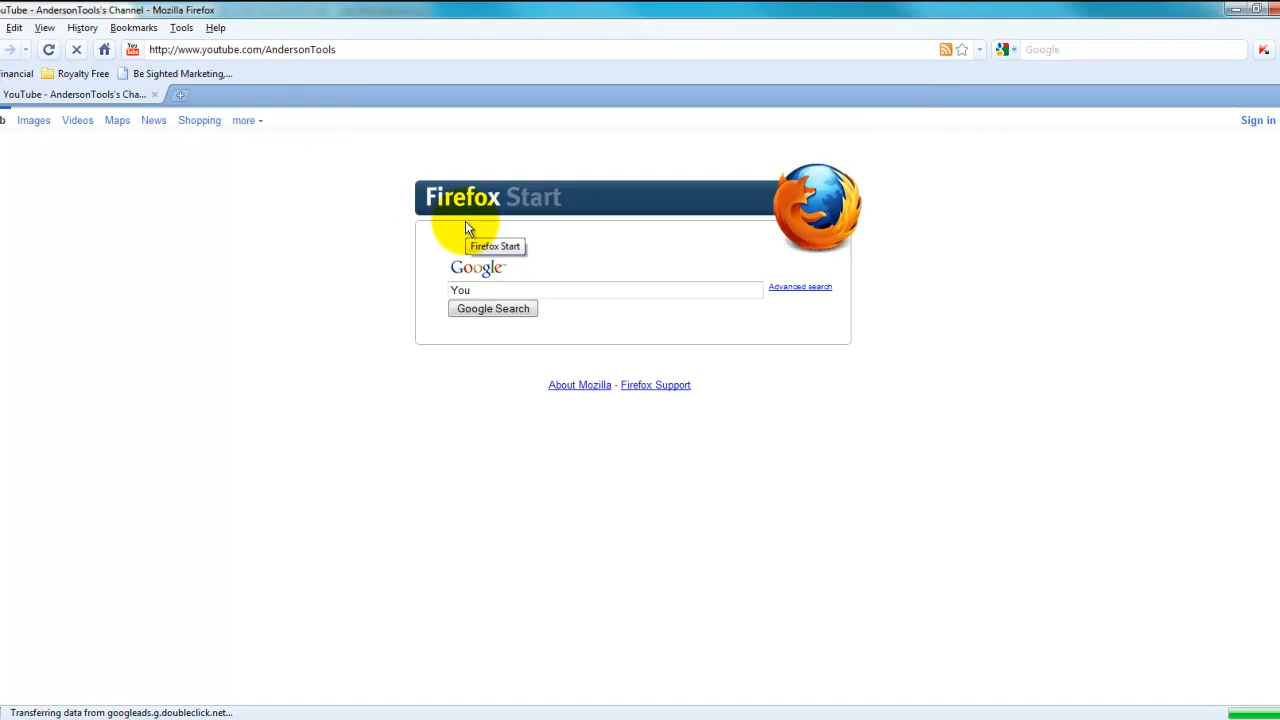 ouTube - AndersonTools's Channel - Mozilla Firefox
Edit View History Bookmarks Tools Help
http://www.youtube.com/AndersonTools Google
inancial Royalty Free Be Sighted Marketing,...
YouTube - AndersonTools's Cha...
b Images Videos Maps News Shopping more Sign in
Firefox Start
Firefox Start
Google™
You Advanced search
Google Search
About Mozilla - Firefox Support
Transferring data from googleads.g.doubleclick.net...